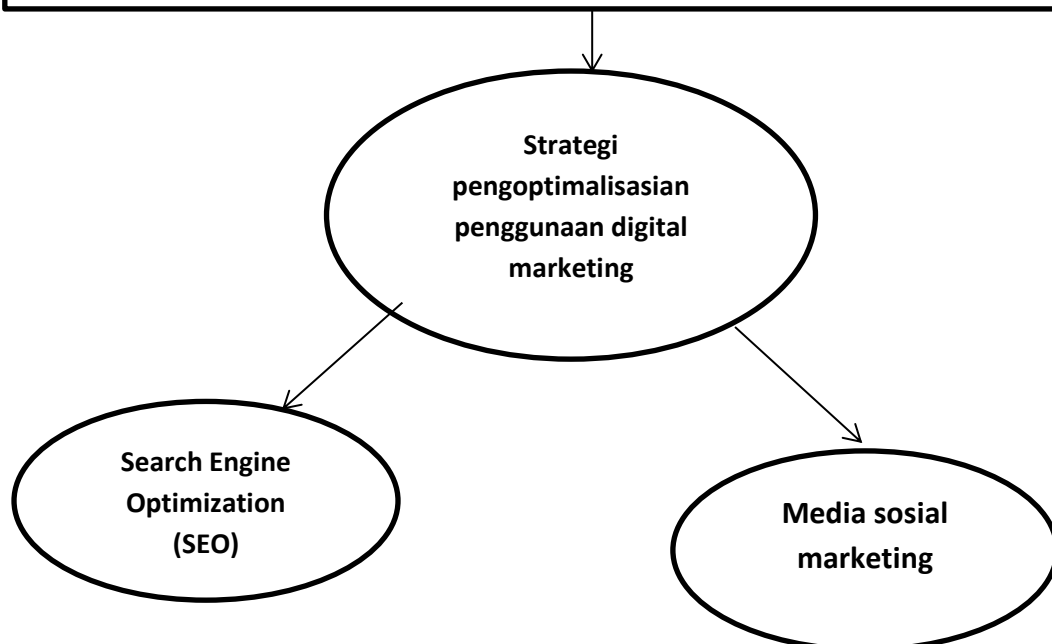 Strategi
pengoptimalisasian
penggunaan digital
marketing
Search Engine
Optimization
(SEO)
Media sosial
marketing